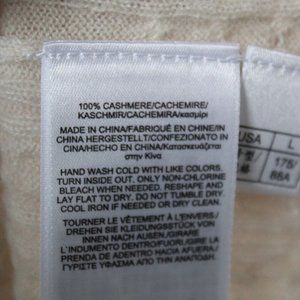 100% CASHMERE/CACHEMIRE/
KASCHMIR/CACHEMIRA/кασμίρι
MADE IN CHINA/FABRIQUÉ EN CHINE/IN
CHINA HERGESTELLT/CONFEZIONATO IN
CINA/HECHO EN CHINA/Κατασκευάστηκε
στην Κίνα
HAND WASH COLD WITH LIKE COLORS.
TURN INSIDE OUT. ONLY NON-CHLORINE
BLEACH WHEN NEEDED. RESHAPE AND
LAY FLAT TO DRY. DO NOT TUMBLE DRY.
COOL IRON IF NEEDED OR DRY CLEAN.
TOURNER LE VÊTEMENT À L'ENVERS/
DREHEN SIE KLEIDUNGSSTÜCK VON
INNEN NACH AUSSEN/GIRARE
L'INDUMENTO DENTRO/FUORI/GIRE LA
PRENDA DE ADENTRO HACIA AFUERA/
ΓΥΡΙΣΤΕ ΥΦΑΣΜΑ ΑΠΟ ΤΗΝ ΑΝΑΠΟΔΗ/
USA L
175/
88A